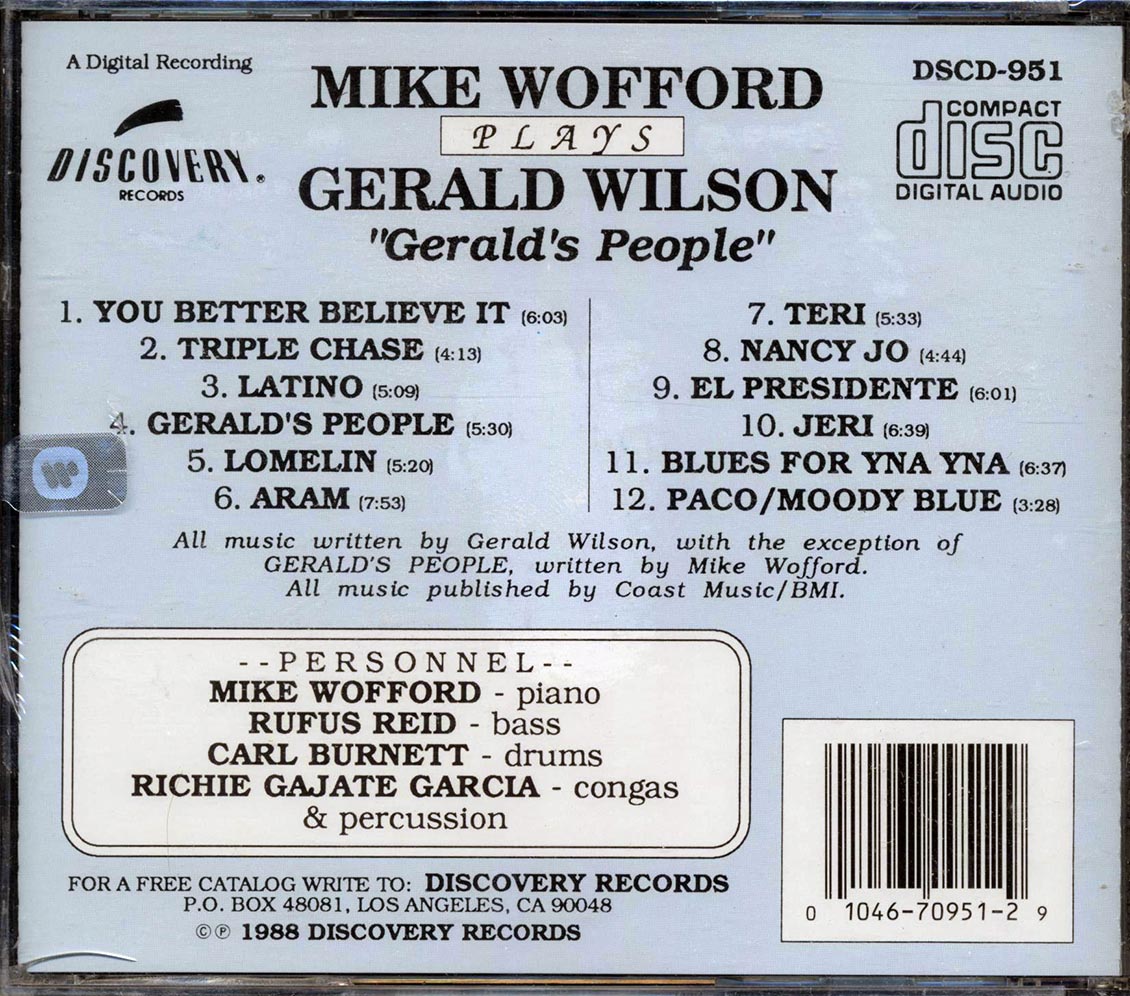 A Digital Recording
DISCOVERY®
RECORDS
MIKE WOFFORD
PLAYS
GERALD WILSON
"Gerald's People"
DSCD-951
COMPACT
disc
DIGITAL AUDIO
1. YOU BETTER BELIEVE IT (6:03)
2. TRIPLE CHASE (4:13)
3. LATINO (5:09)
4. GERALD'S PEOPLE (5:30)
5. LOMELIN (5:20)
6. ARAM (7:53)
7. TERI (5:33)
8. NANCY JO (4:44)
9. EL PRESIDENTE (6:01)
10. JERI (6:39)
11. BLUES FOR YNA YNA (6:37)
12. PACO/MOODY BLUE (3:28)
All music written by Gerald Wilson, with the exception of
GERALD'S PEOPLE, written by Mike Wofford.
All music published by Coast Music/BMI.
--PERSONNEL--
MIKE WOFFORD - piano
RUFUS REID - bass
CARL BURNETT - drums
RICHIE GAJATE GARCIA - congas
& percussion
FOR A FREE CATALOG WRITE TO: DISCOVERY RECORDS
P.O. BOX 48081, LOS ANGELES, CA 90048
©℗ 1988 DISCOVERY RECORDS
0 1046-70951-2 9